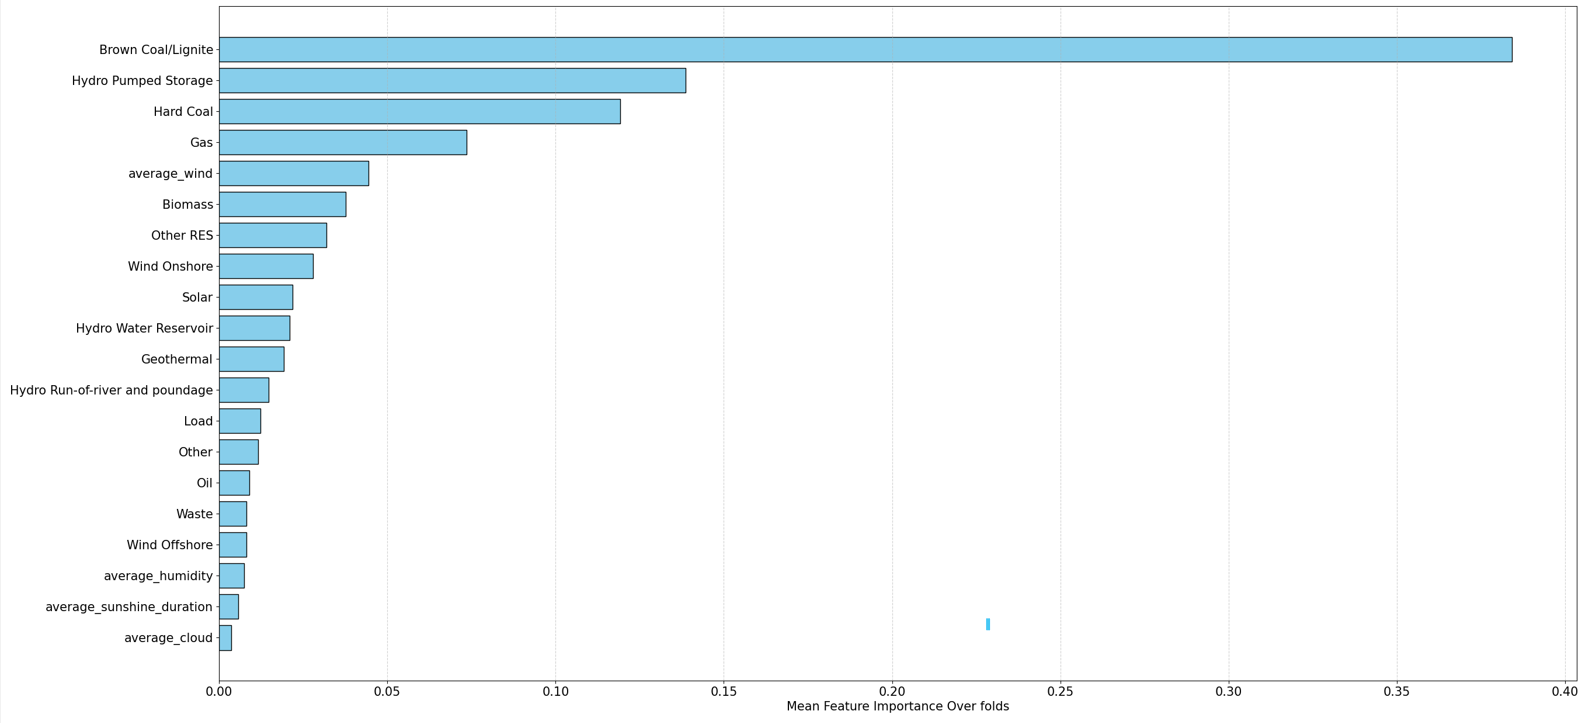 Brown Coal/Lignite
Hydro Pumped Storage
Hard Coal
Gas
average_wind
Biomass
Other RES
Wind Onshore
Solar
Hydro Water Reservoir
Geothermal
Hydro Run-of-river and poundage
Load
Other
Oil
Waste
Wind Offshore
average_humidity
average_sunshine_duration
average_cloud
0.00 0.05 0.10 0.15 0.20 0.25 0.30 0.35 0.40
Mean Feature Importance Over folds